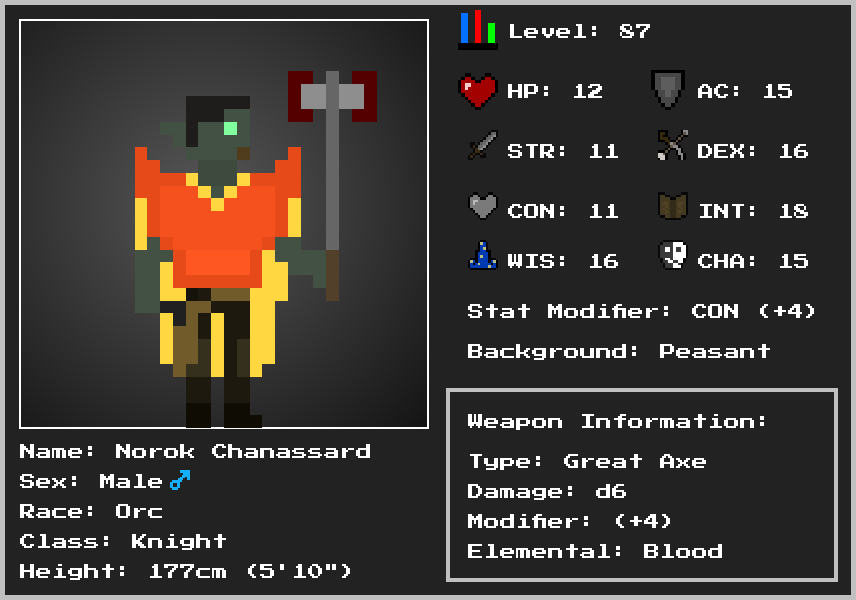 Level: 87
HP: 12 AC: 15
STR: 11 DEX: 16
CON: 11 INT: 18
WIS: 16 CHA: 15
Stat Modifier: CON (+4)
Background: Peasant
Weapon Information:
Type: Great Axe
Damage: d6
Modifier: (+4)
Elemental: Blood
Name: Norok Chanassard
Sex: Male ♂
Race: Orc
Class: Knight
Height: 177cm (5'10")